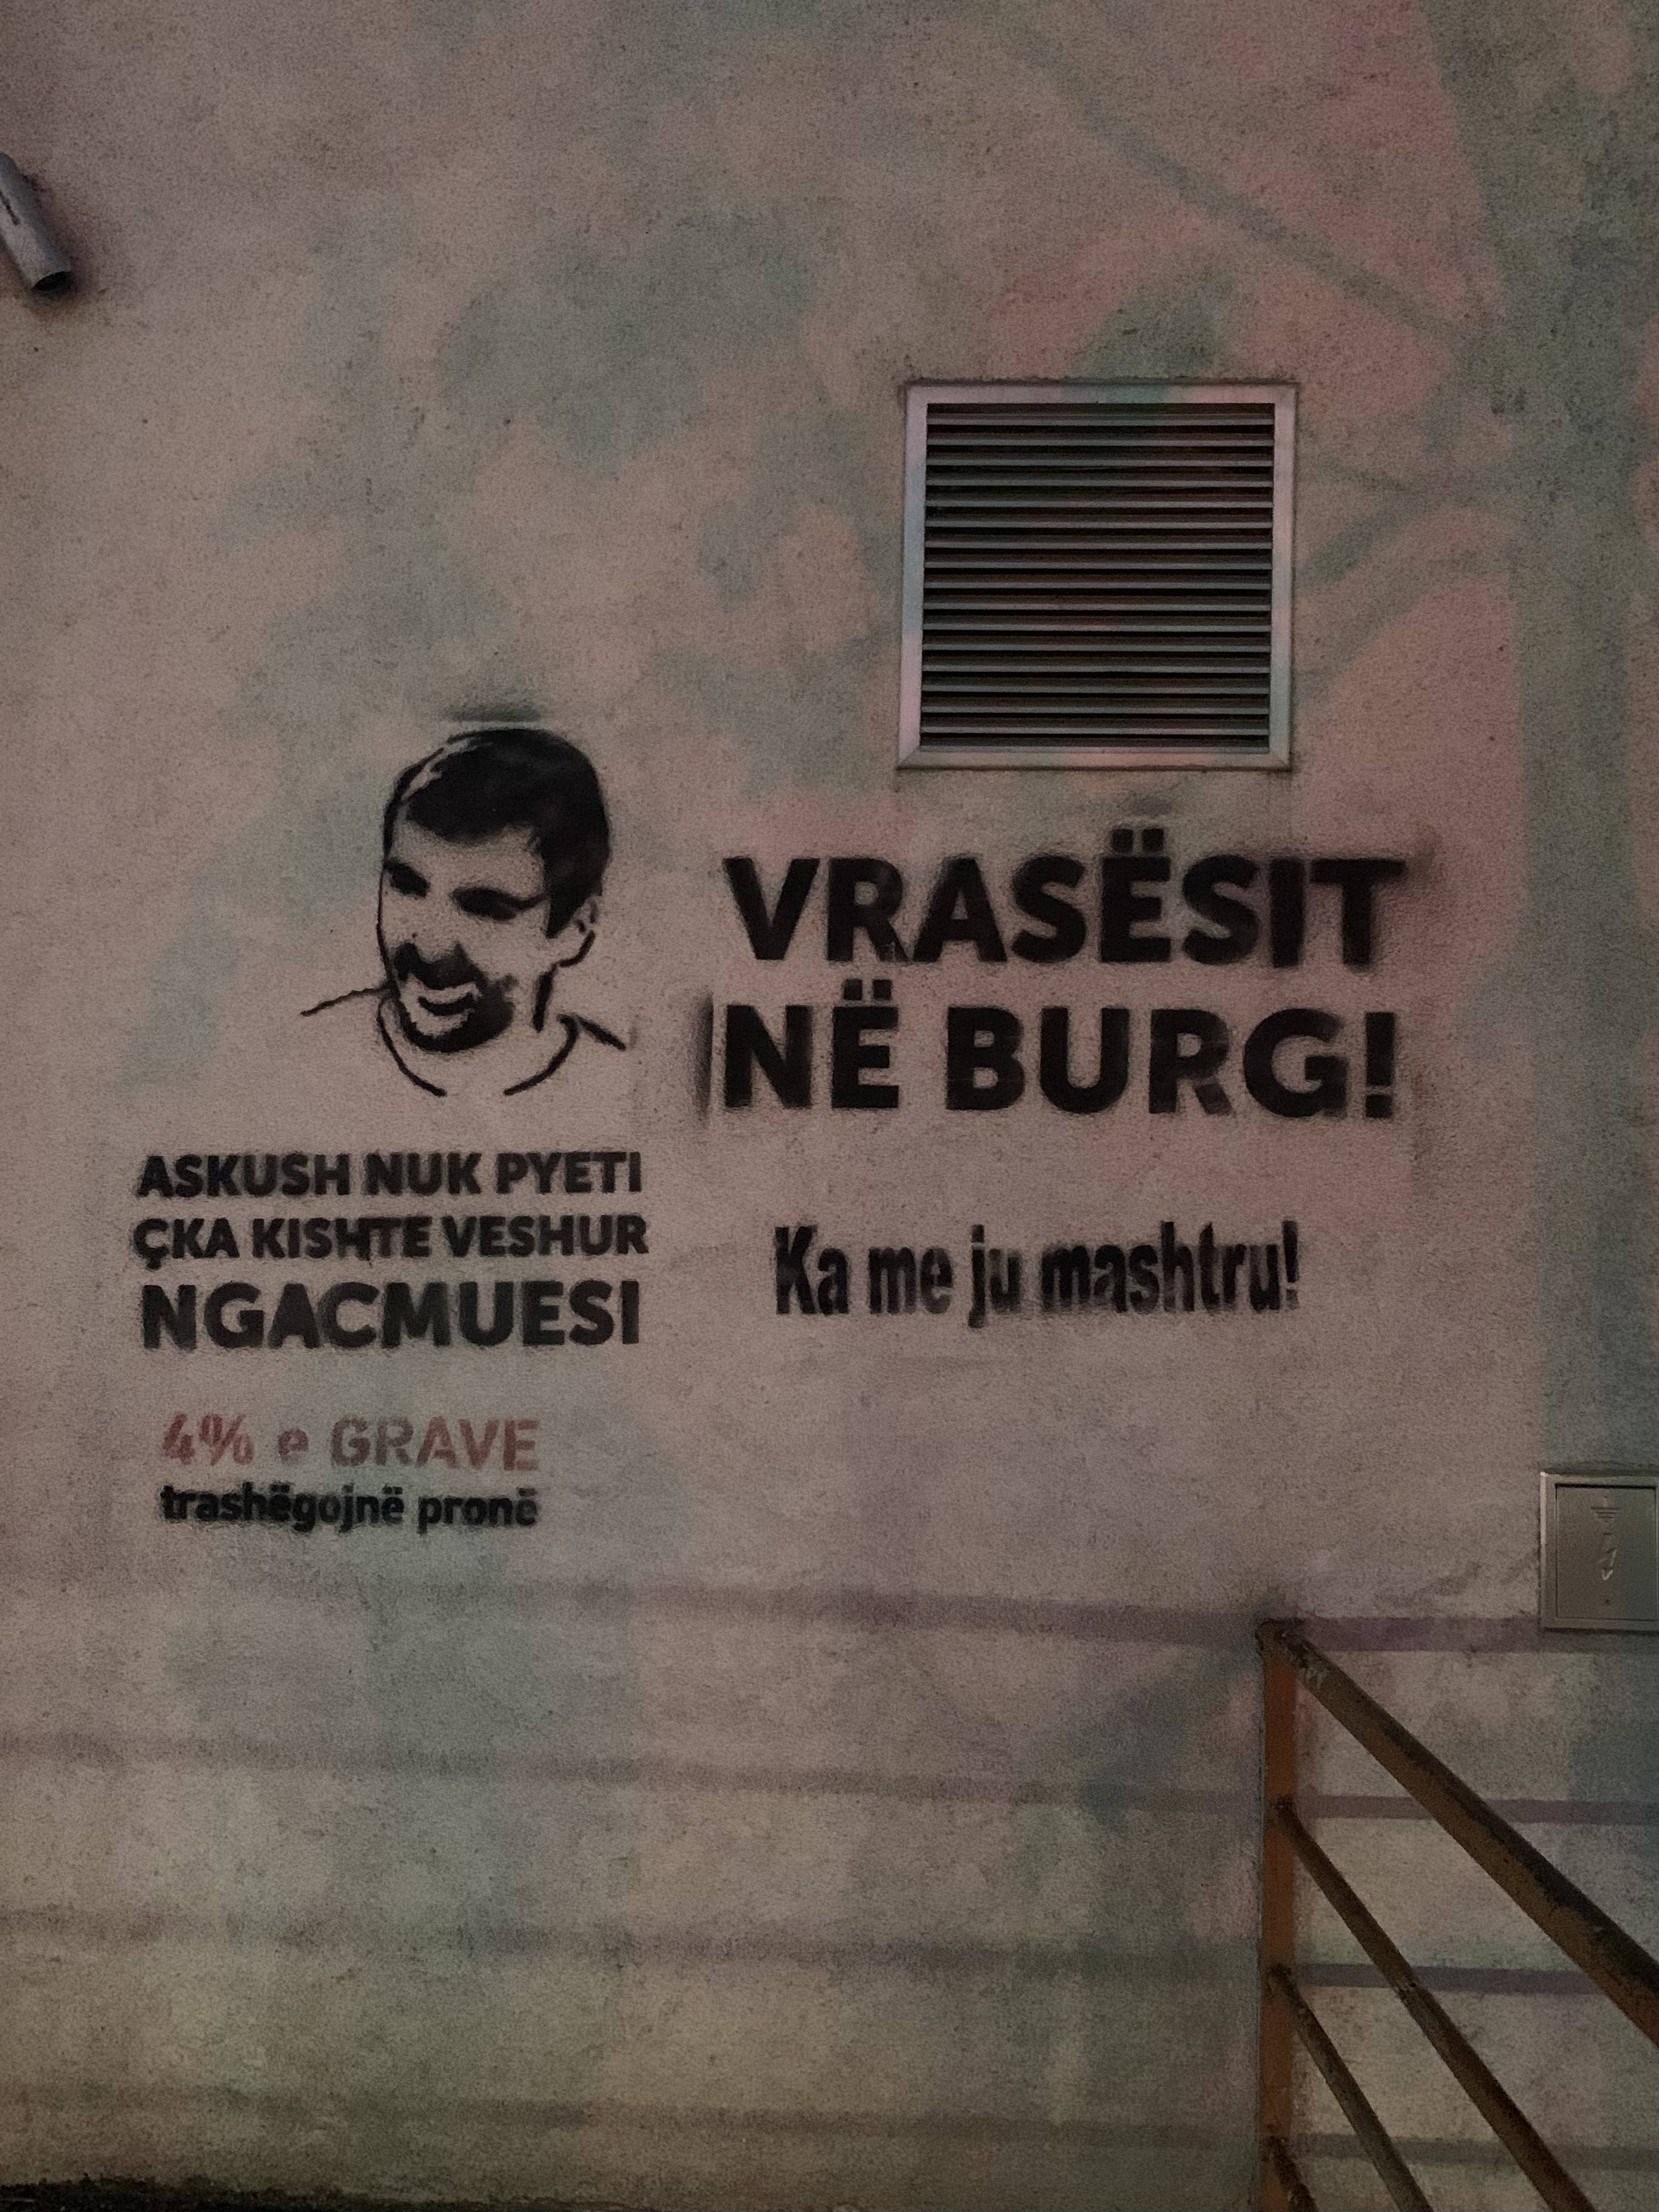 VRASËSIT
NË BURG!
ASKUSH NUK PYETI
ÇKA KISHTE VESHUR
NGACMUESI
Ka me ju mashtru!
4% e GRAVE
trashëgojnë pronë